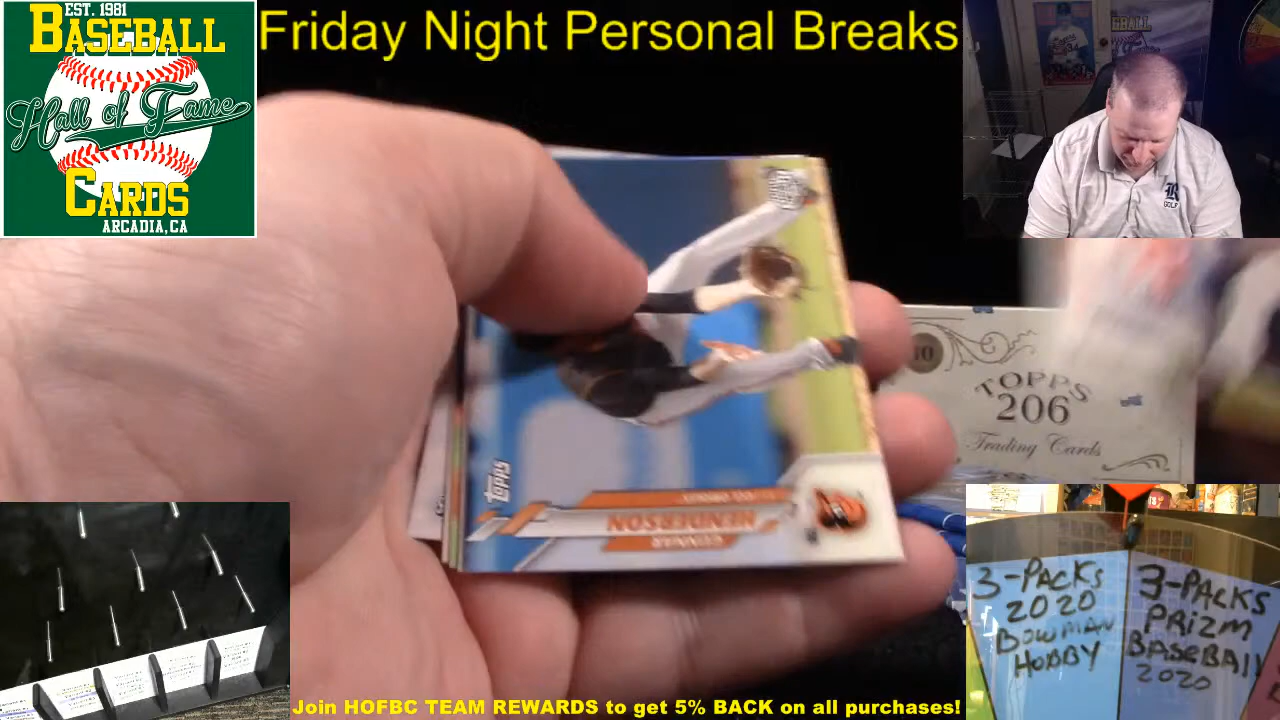 EST. 1981
BASEBALL
Hall of Fame
CARDS
ARCADIA, CA
Friday Night Personal Breaks
R
GOLF
TOPPS
206
Trading Cards
TOPPS
HENDERSON
GUNNAR
3-PACKS
2020
BOWMAN
HOBBY
3-PACKS
PRIZM
BASEBALL
2020
Join HOFBC TEAM REWARDS to get 5% BACK on all purchases!